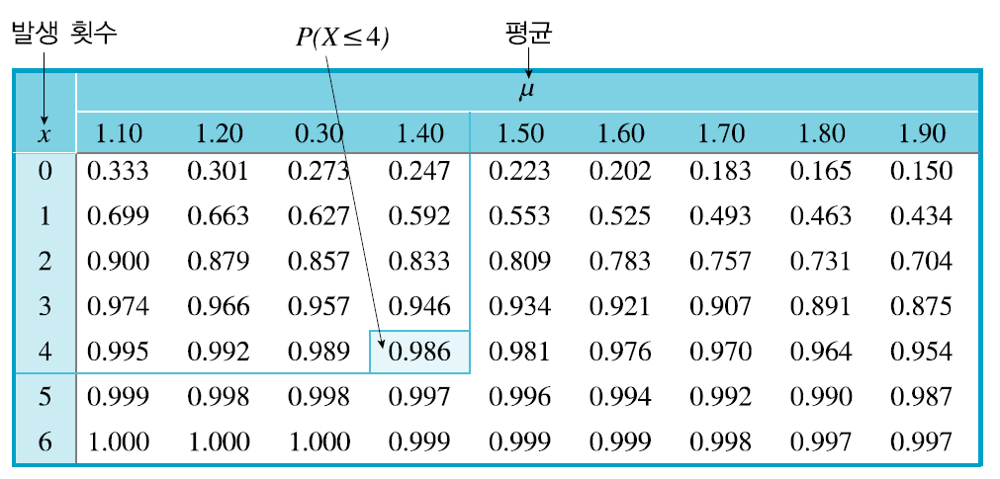 발생 횟수 P(X≤4) 평균
μ
x 1.10 1.20 0.30 1.40 1.50 1.60 1.70 1.80 1.90
0 0.333 0.301 0.273 0.247 0.223 0.202 0.183 0.165 0.150
1 0.699 0.663 0.627 0.592 0.553 0.525 0.493 0.463 0.434
2 0.900 0.879 0.857 0.833 0.809 0.783 0.757 0.731 0.704
3 0.974 0.966 0.957 0.946 0.934 0.921 0.907 0.891 0.875
4 0.995 0.992 0.989 0.986 0.981 0.976 0.970 0.964 0.954
5 0.999 0.998 0.998 0.997 0.996 0.994 0.992 0.990 0.987
6 1.000 1.000 1.000 0.999 0.999 0.999 0.998 0.997 0.997